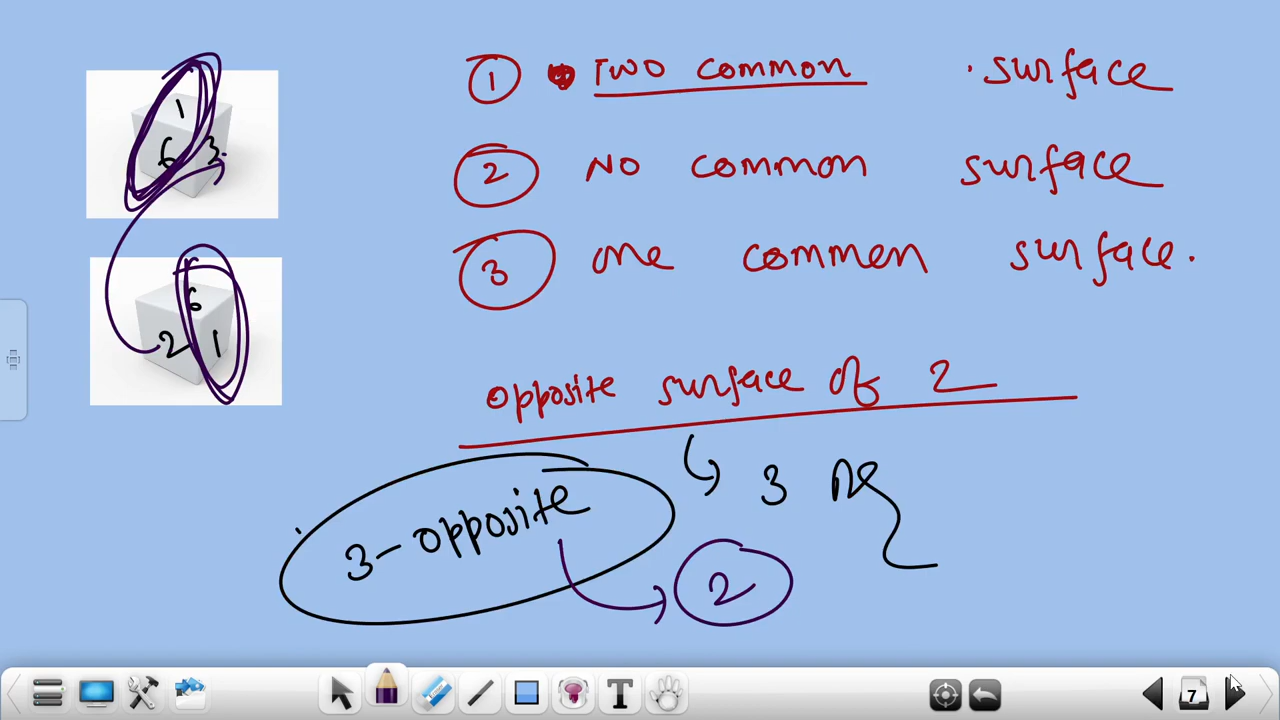 1
6 3
6
2 1
1 Two common surface
2 No common surface
3 one common surface.
opposite surface of 2
3
3-opposite
2
T 7